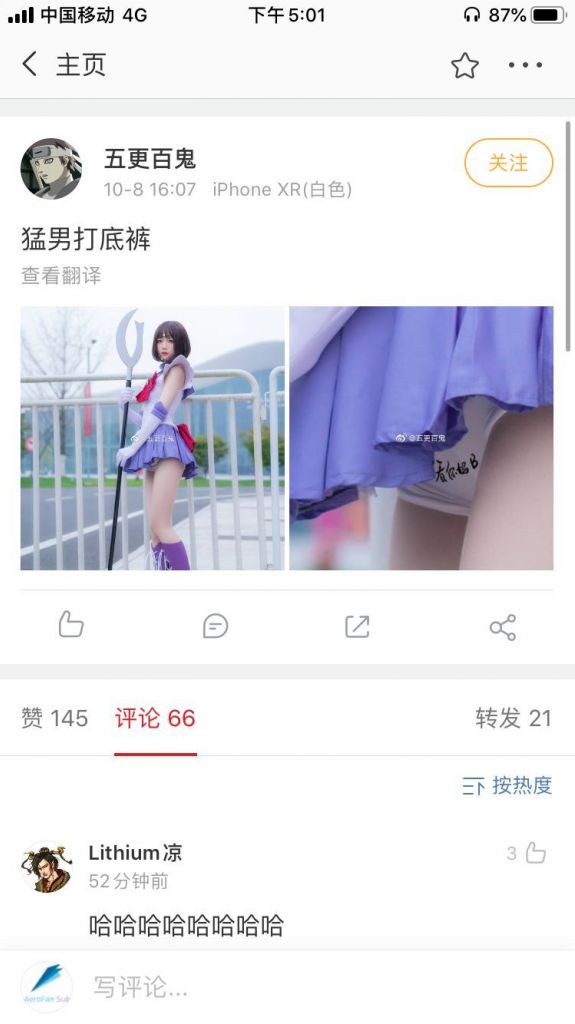 中国移动 4G
下午5:01
87%
主页
五更百鬼
关注
10-8 16:07 iPhone XR(白色)
猛男打底裤
查看翻译
@五更百鬼
@五更百鬼
看你妈B
赞 145
评论 66
转发 21
按热度
Lithium凉
3
52分钟前
哈哈哈哈哈哈哈哈
AeroFan Sub
写评论...